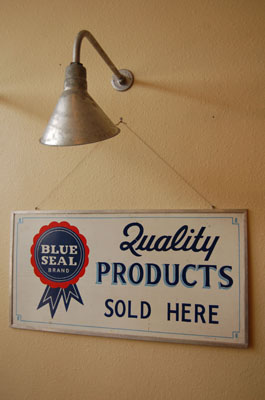 BLUE
SEAL
BRAND
Quality
PRODUCTS
SOLD HERE